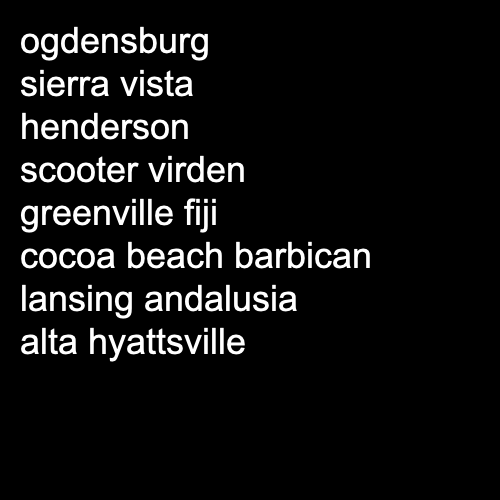 ogdensburg
sierra vista
henderson
scooter virden
greenville fiji
cocoa beach barbican
lansing andalusia
alta hyattsville